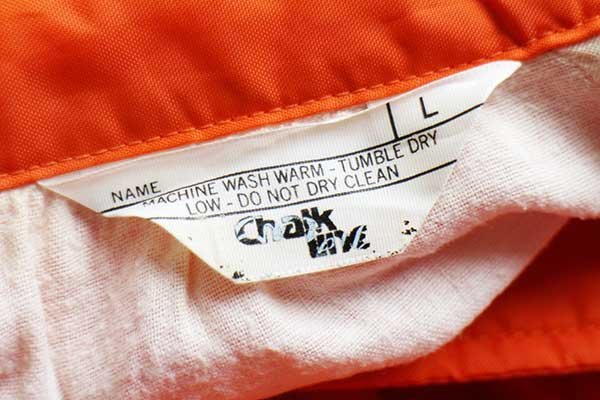 L
NAME
MACHINE WASH WARM - TUMBLE DRY
LOW - DO NOT DRY CLEAN
Chalk
LINE